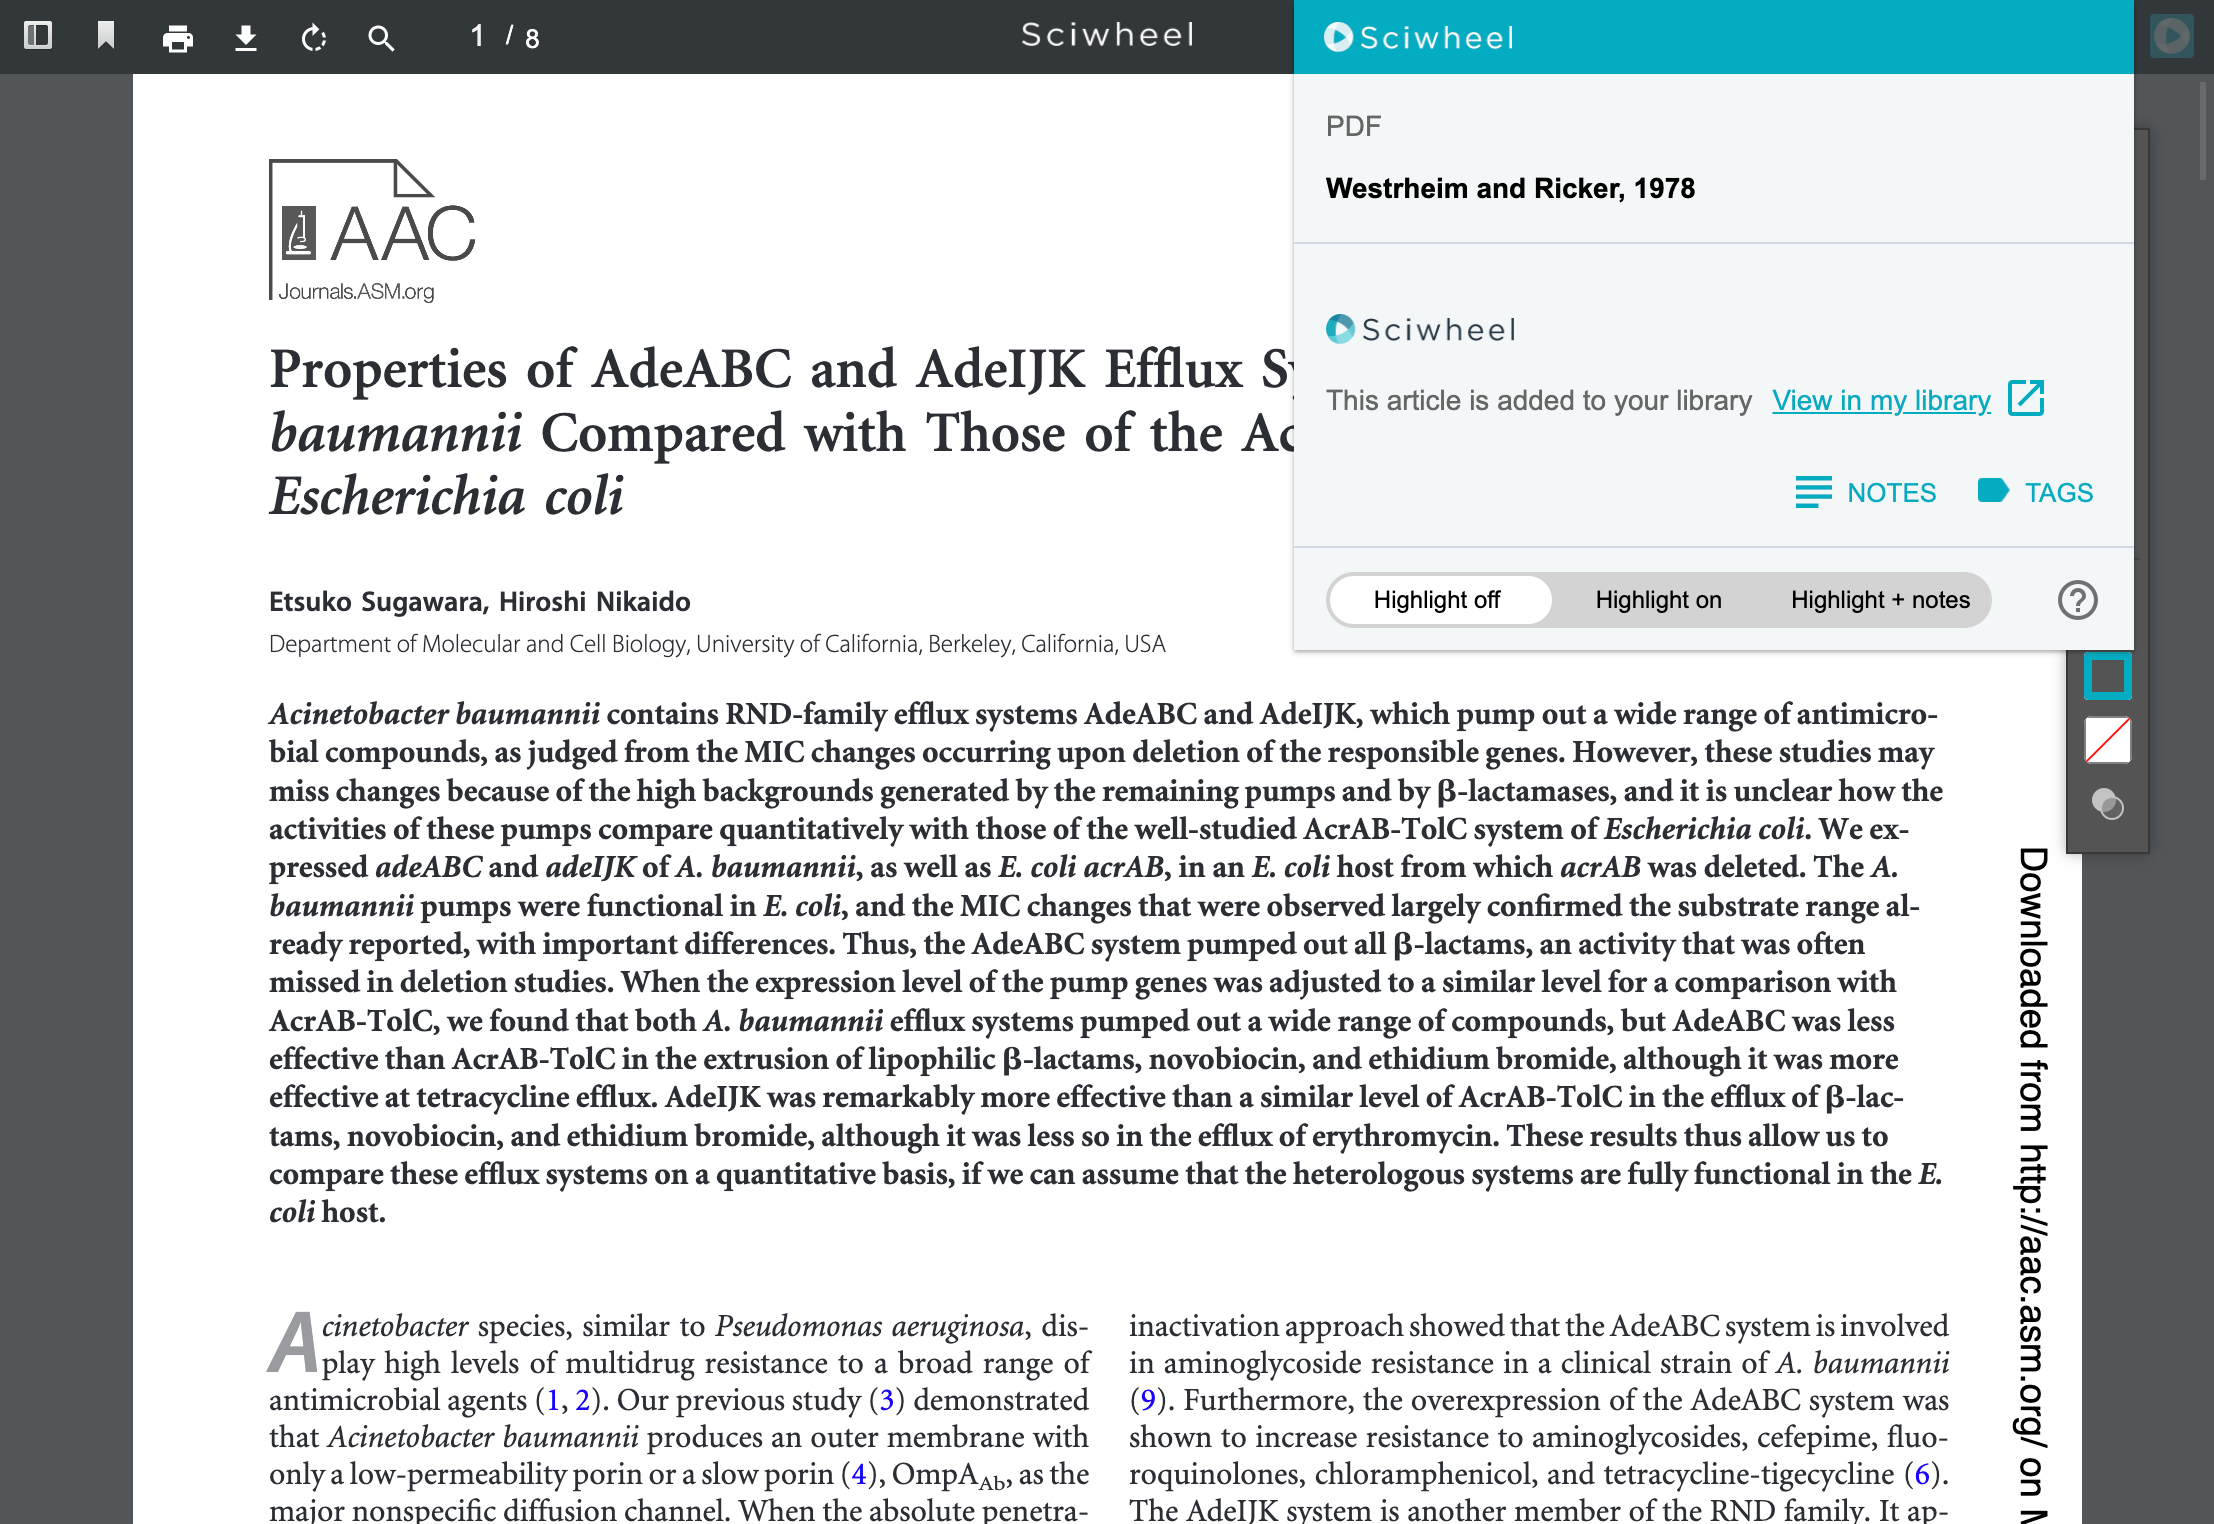 1 / 8
Sciwheel
Sciwheel
PDF
Westrheim and Ricker, 1978
Sciwheel
This article is added to your library View in my library
NOTES TAGS
Highlight off Highlight on Highlight + notes
AAC
Journals.ASM.org
Properties of AdeABC and AdeIJK Efflux
baumannii Compared with Those of the
Escherichia coli
Etsuko Sugawara, Hiroshi Nikaido
Department of Molecular and Cell Biology, University of California, Berkeley, California, USA
Acinetobacter baumannii contains RND-family efflux systems AdeABC and AdeIJK, which pump out a wide range of antimicro-
bial compounds, as judged from the MIC changes occurring upon deletion of the responsible genes. However, these studies may
miss changes because of the high backgrounds generated by the remaining pumps and by β-lactamases, and it is unclear how the
activities of these pumps compare quantitatively with those of the well-studied AcrAB-TolC system of Escherichia coli. We ex-
pressed adeABC and adeIJK of A. baumannii, as well as E. coli acrAB, in an E. coli host from which acrAB was deleted. The A.
baumannii pumps were functional in E. coli, and the MIC changes that were observed largely confirmed the substrate range al-
ready reported, with important differences. Thus, the AdeABC system pumped out all β-lactams, an activity that was often
missed in deletion studies. When the expression level of the pump genes was adjusted to a similar level for a comparison with
AcrAB-TolC, we found that both A. baumannii efflux systems pumped out a wide range of compounds, but AdeABC was less
effective than AcrAB-TolC in the extrusion of lipophilic β-lactams, novobiocin, and ethidium bromide, although it was more
effective at tetracycline efflux. AdeIJK was remarkably more effective than a similar level of AcrAB-TolC in the efflux of β-lac-
tams, novobiocin, and ethidium bromide, although it was less so in the efflux of erythromycin. These results thus allow us to
compare these efflux systems on a quantitative basis, if we can assume that the heterologous systems are fully functional in the E.
coli host.
Acinetobacter species, similar to Pseudomonas aeruginosa, dis-
play high levels of multidrug resistance to a broad range of
antimicrobial agents (1, 2). Our previous study (3) demonstrated
that Acinetobacter baumannii produces an outer membrane with
only a low-permeability porin or a slow porin (4), OmpAAb, as the
major nonspecific diffusion channel. When the absolute penetra-
inactivation approach showed that the AdeABC system is involved
in aminoglycoside resistance in a clinical strain of A. baumannii
(9). Furthermore, the overexpression of the AdeABC system was
shown to increase resistance to aminoglycosides, cefepime, fluo-
roquinolones, chloramphenicol, and tetracycline-tigecycline (6).
The AdeIJK system is another member of the RND family. It ap-
Downloaded from http://aac.asm.org/ on